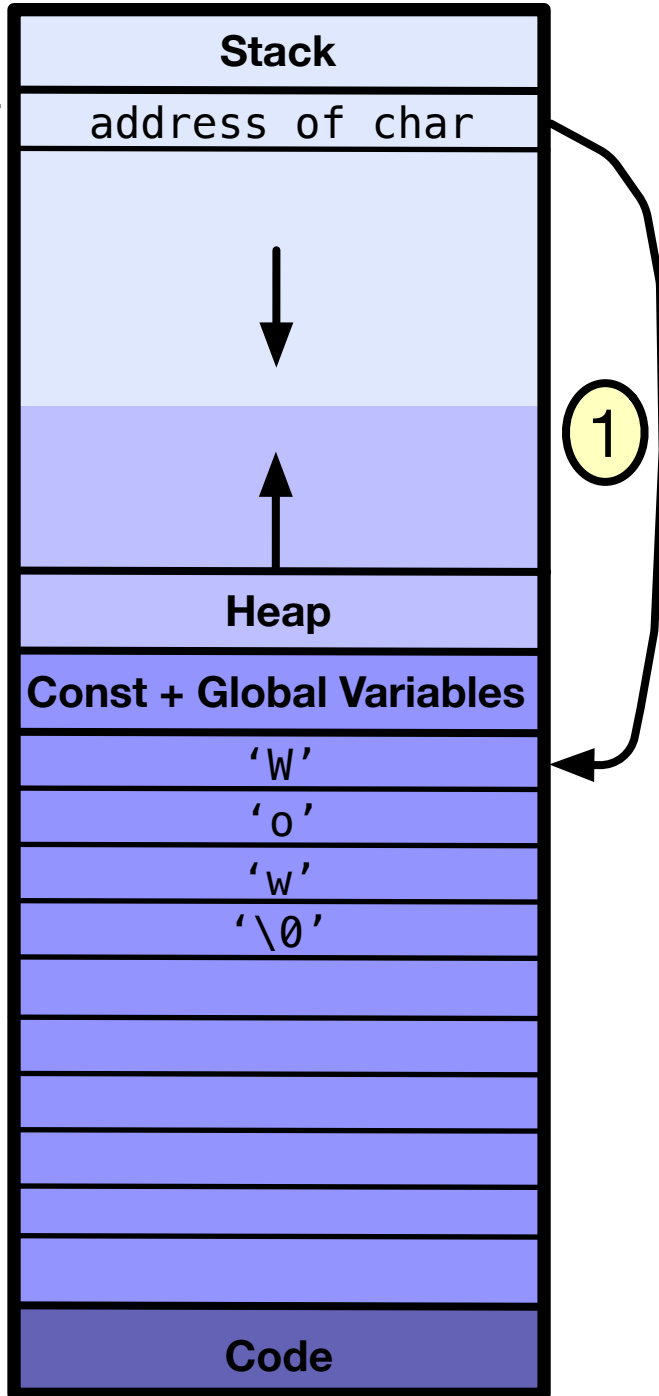 Stack
address of char
1
Heap
Const + Global Variables
‘W’
‘o’
‘w’
‘\0’
Code